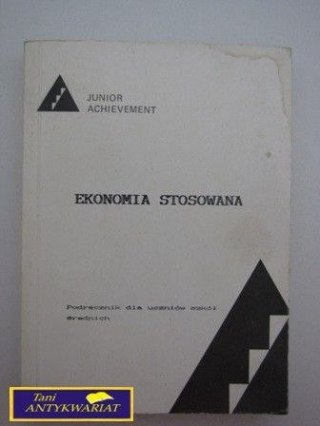 JUNIOR
ACHIEVEMENT
EKONOMIA STOSOWANA
Podręcznik dla uczniów szkół
średnich
Tani
ANTYKWARIAT